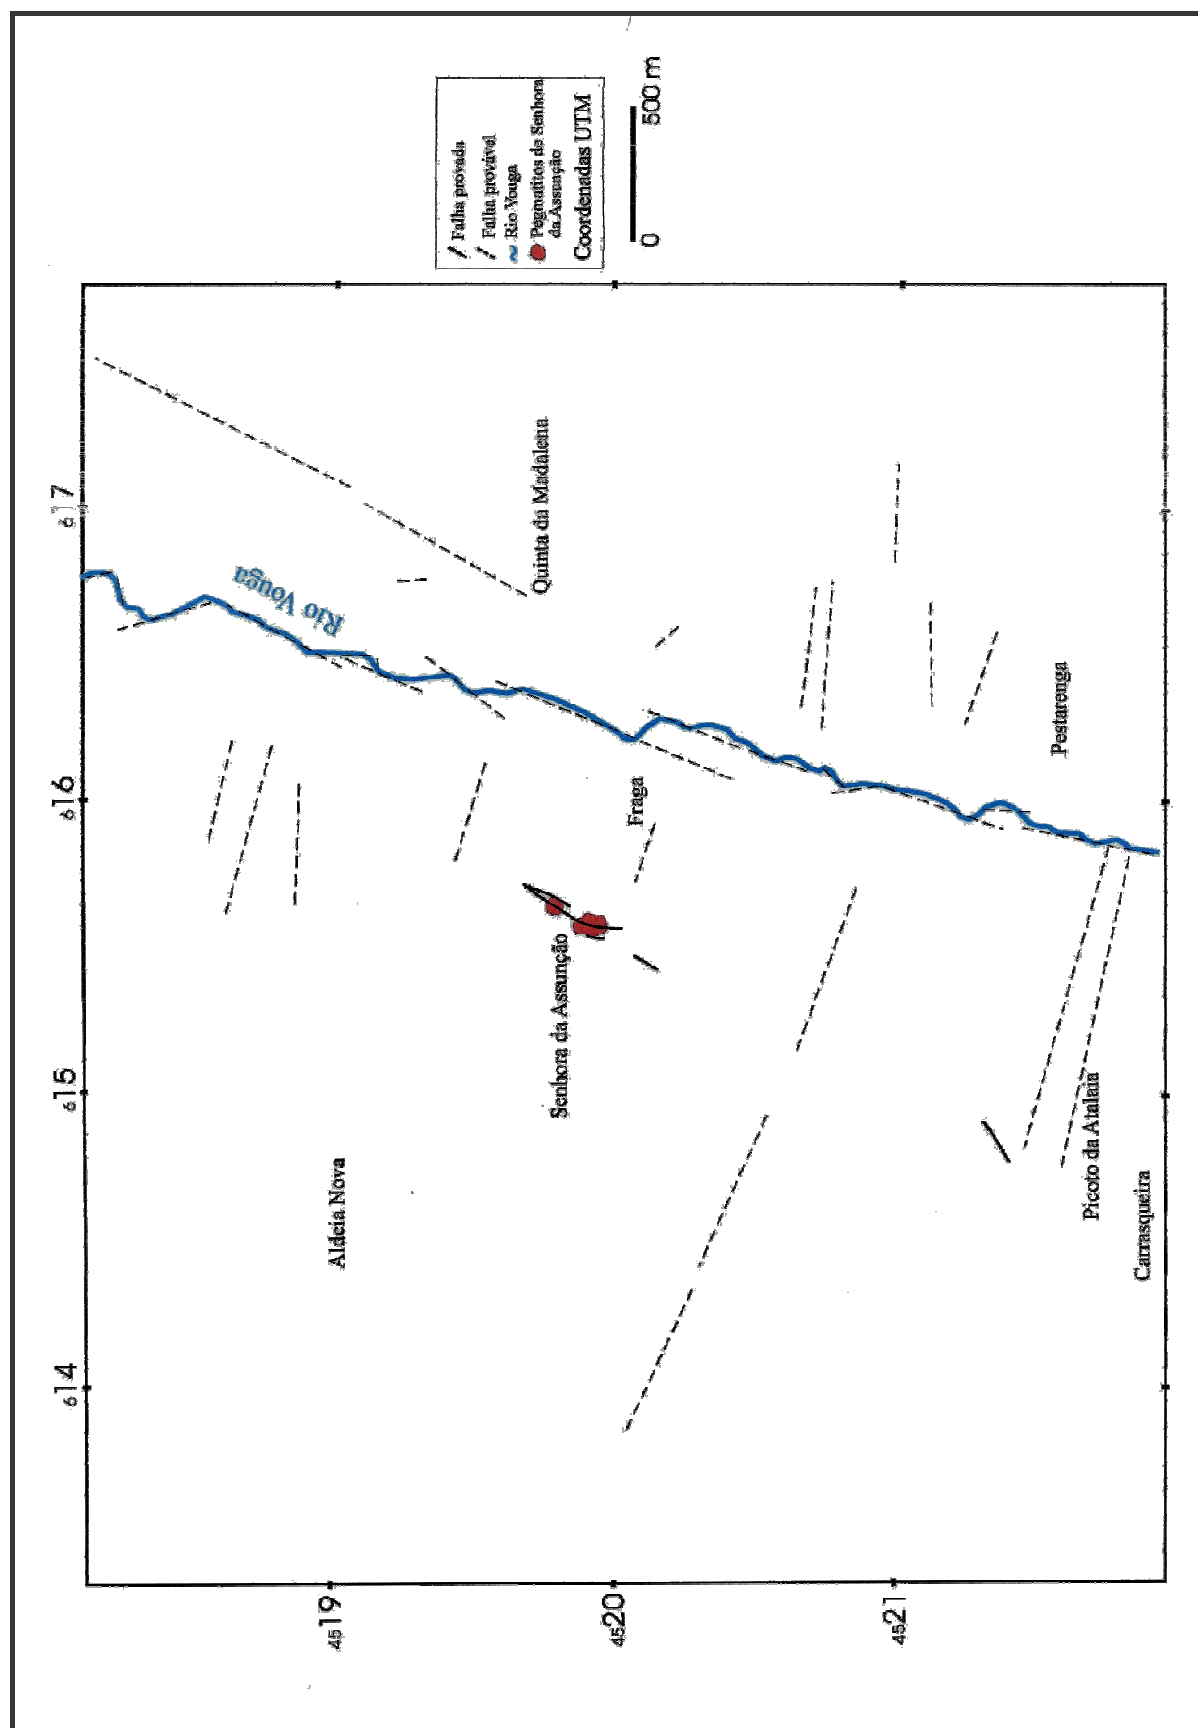 Falha provada
Falha provável
Rio Vouga
Pegmatitos de Senhora
da Assunção
Coordenadas UTM
0 500 m
617
616
615
614
4519
4520
4521
Rio Vouga
Quinta da Madalena
Fraga
Pestarenga
Senhora da Assunção
Aldeia Nova
Picoto da Atalaia
Carrasqueira